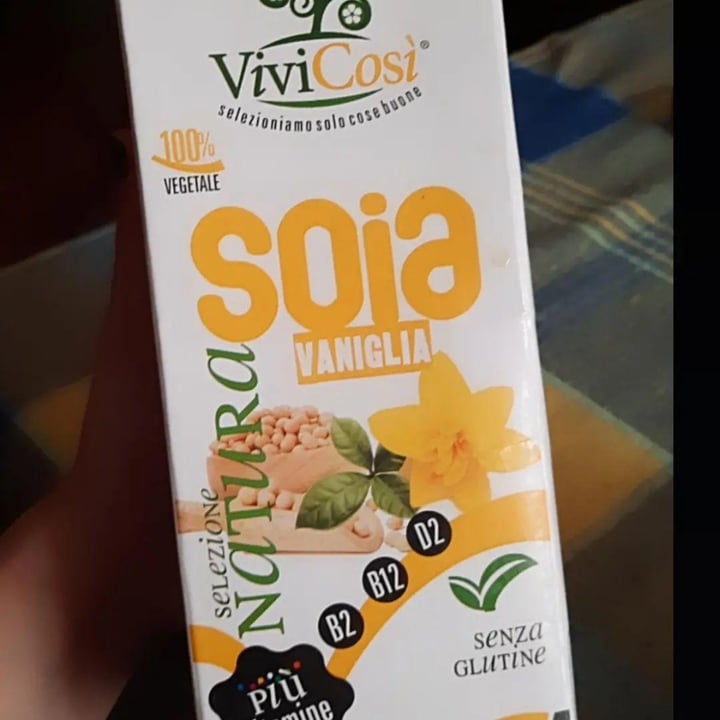 ViviCosì®
selezioniamo solo cose buone
100%
VEGETALE
SOIA
VANIGLIA
SELEZIONE
NATURA
D2
B12
B2
SENZA
GLUTINE
PIÙ